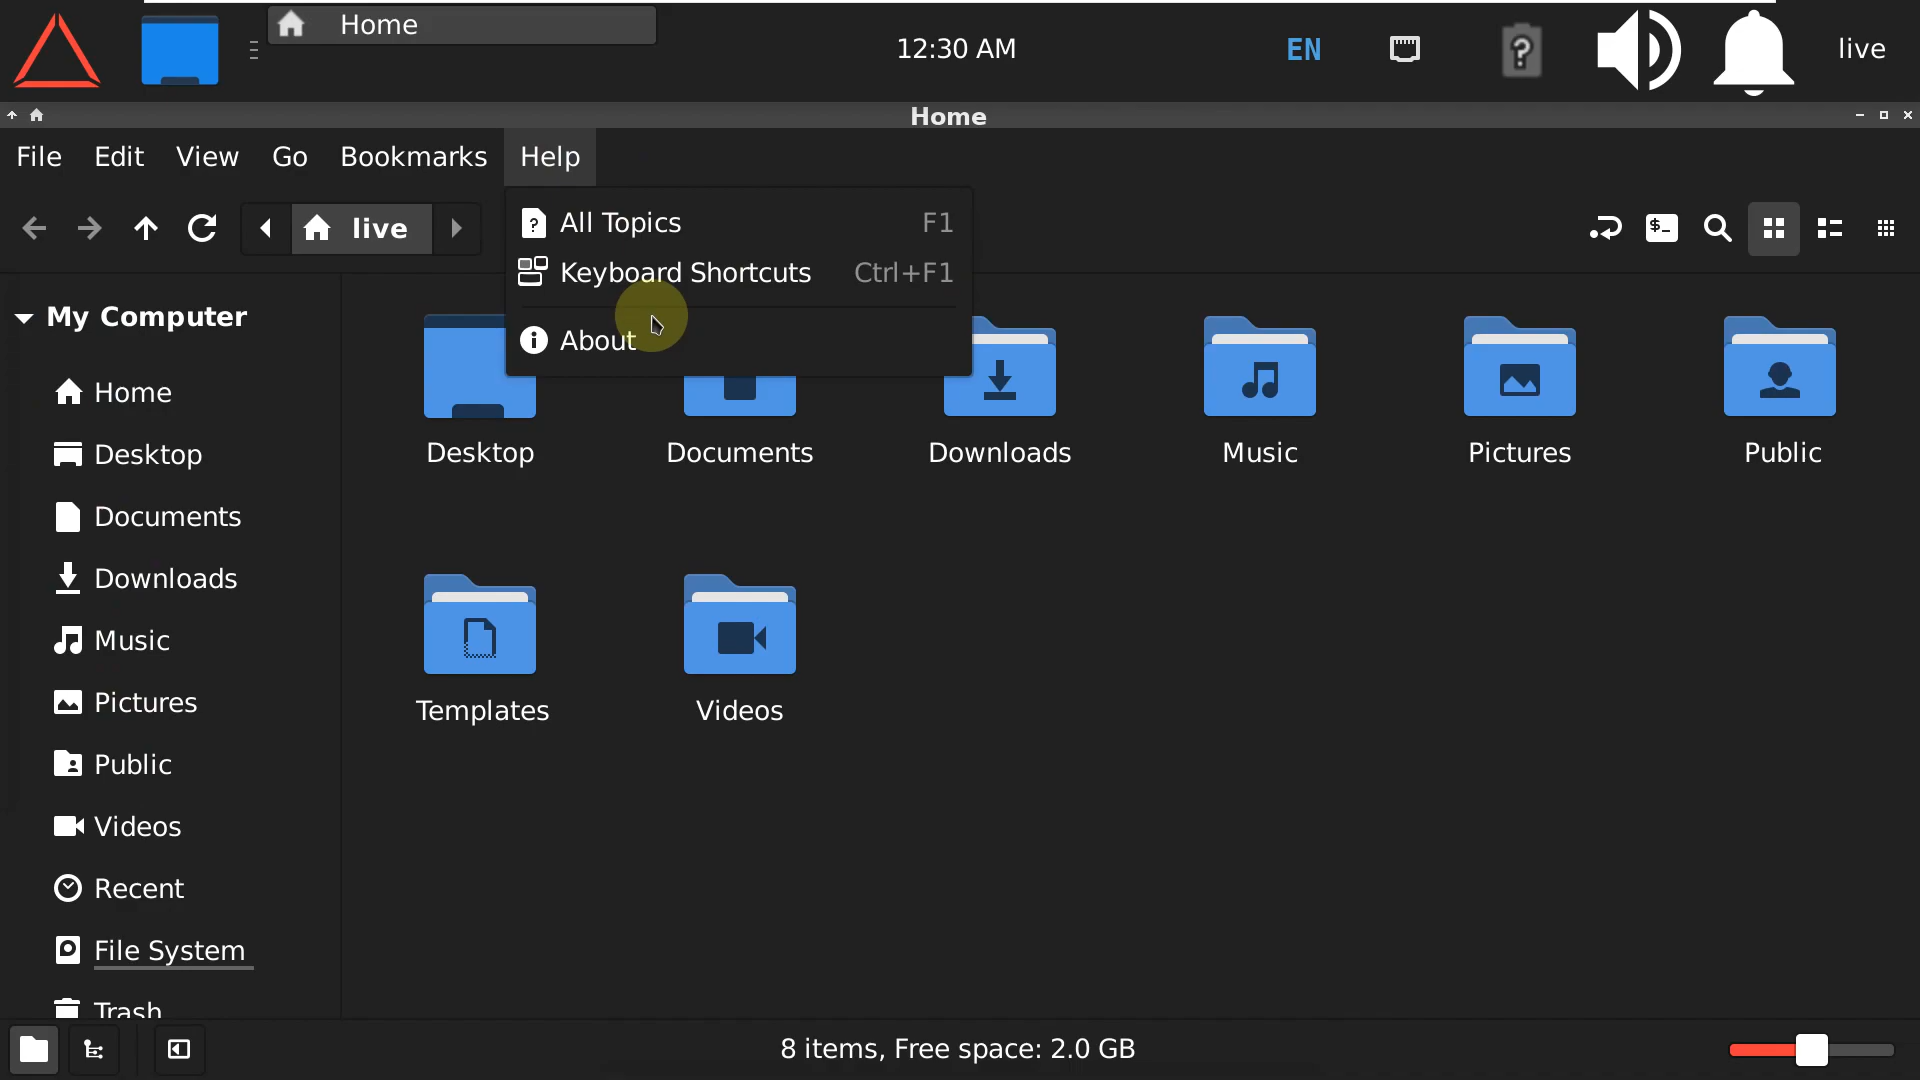 Home
12:30 AM
EN
live
Home
File Edit View Go Bookmarks Help
live
All Topics F1
Keyboard Shortcuts Ctrl+F1
About
My Computer
Home
Desktop
Documents
Downloads
Music
Pictures
Public
Videos
Recent
File System
Trash
Desktop
Documents
Downloads
Music
Pictures
Public
Templates
Videos
8 items, Free space: 2.0 GB